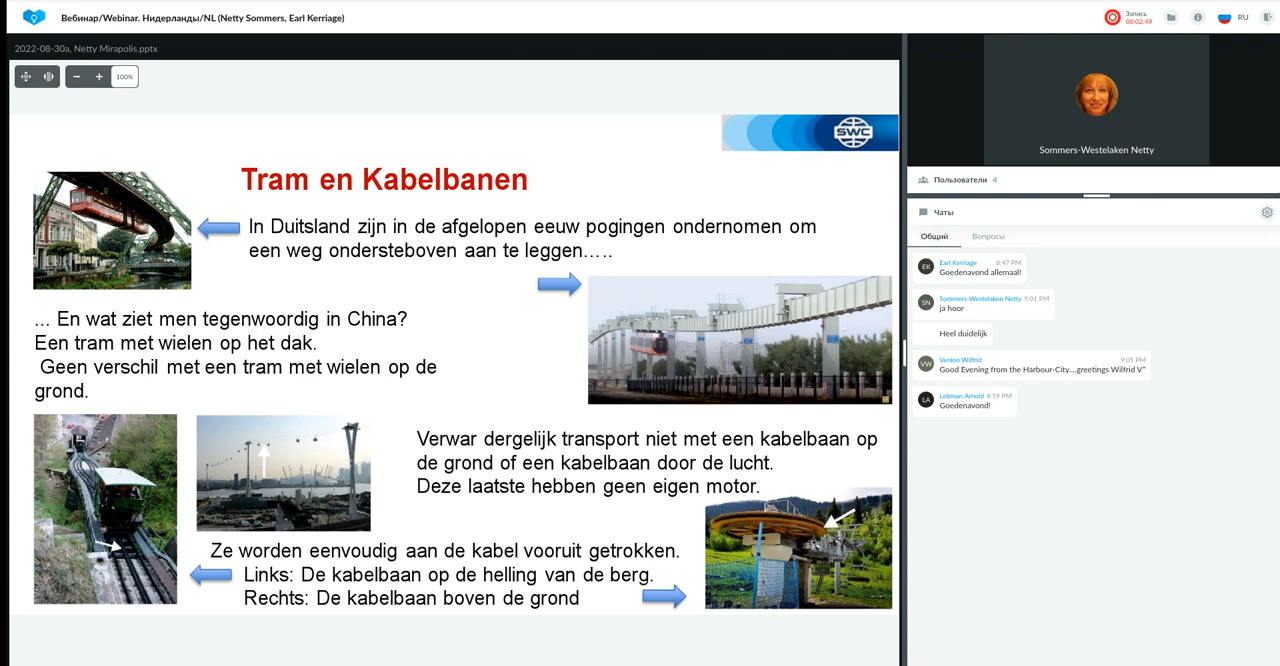 Вебинар/Webinar. Нидерланды/NL (Netty Sommers, Earl Kerriage)
Запись
00:02:49
RU
2022-08-30a, Netty Mirapolis.pptx
100%
SWC
Tram en Kabelbanen
In Duitsland zijn in de afgelopen eeuw pogingen ondernomen om
een weg ondersteboven aan te leggen.....
... En wat ziet men tegenwoordig in China?
Een tram met wielen op het dak.
Geen verschil met een tram met wielen op de
grond.
Verwar dergelijk transport niet met een kabelbaan op
de grond of een kabelbaan door de lucht.
Deze laatste hebben geen eigen motor.
Ze worden eenvoudig aan de kabel vooruit getrokken.
Links: De kabelbaan op de helling van de berg.
Rechts: De kabelbaan boven de grond
Sommers-Westelaken Netty
Пользователи 4
Чаты
Общий Вопросы
EK Earl Kerriage 8:47 PM
Goedenavond allemaal!
SN Sommers-Westelaken Netty 9:01 PM
ja hoor
Heel duidelijk
VW Venloo Wilfrid 9:05 PM
Good Evening from the Harbour-City....greetings Wilfrid V"
LA Lobman Arnold 8:59 PM
Goedenavond!